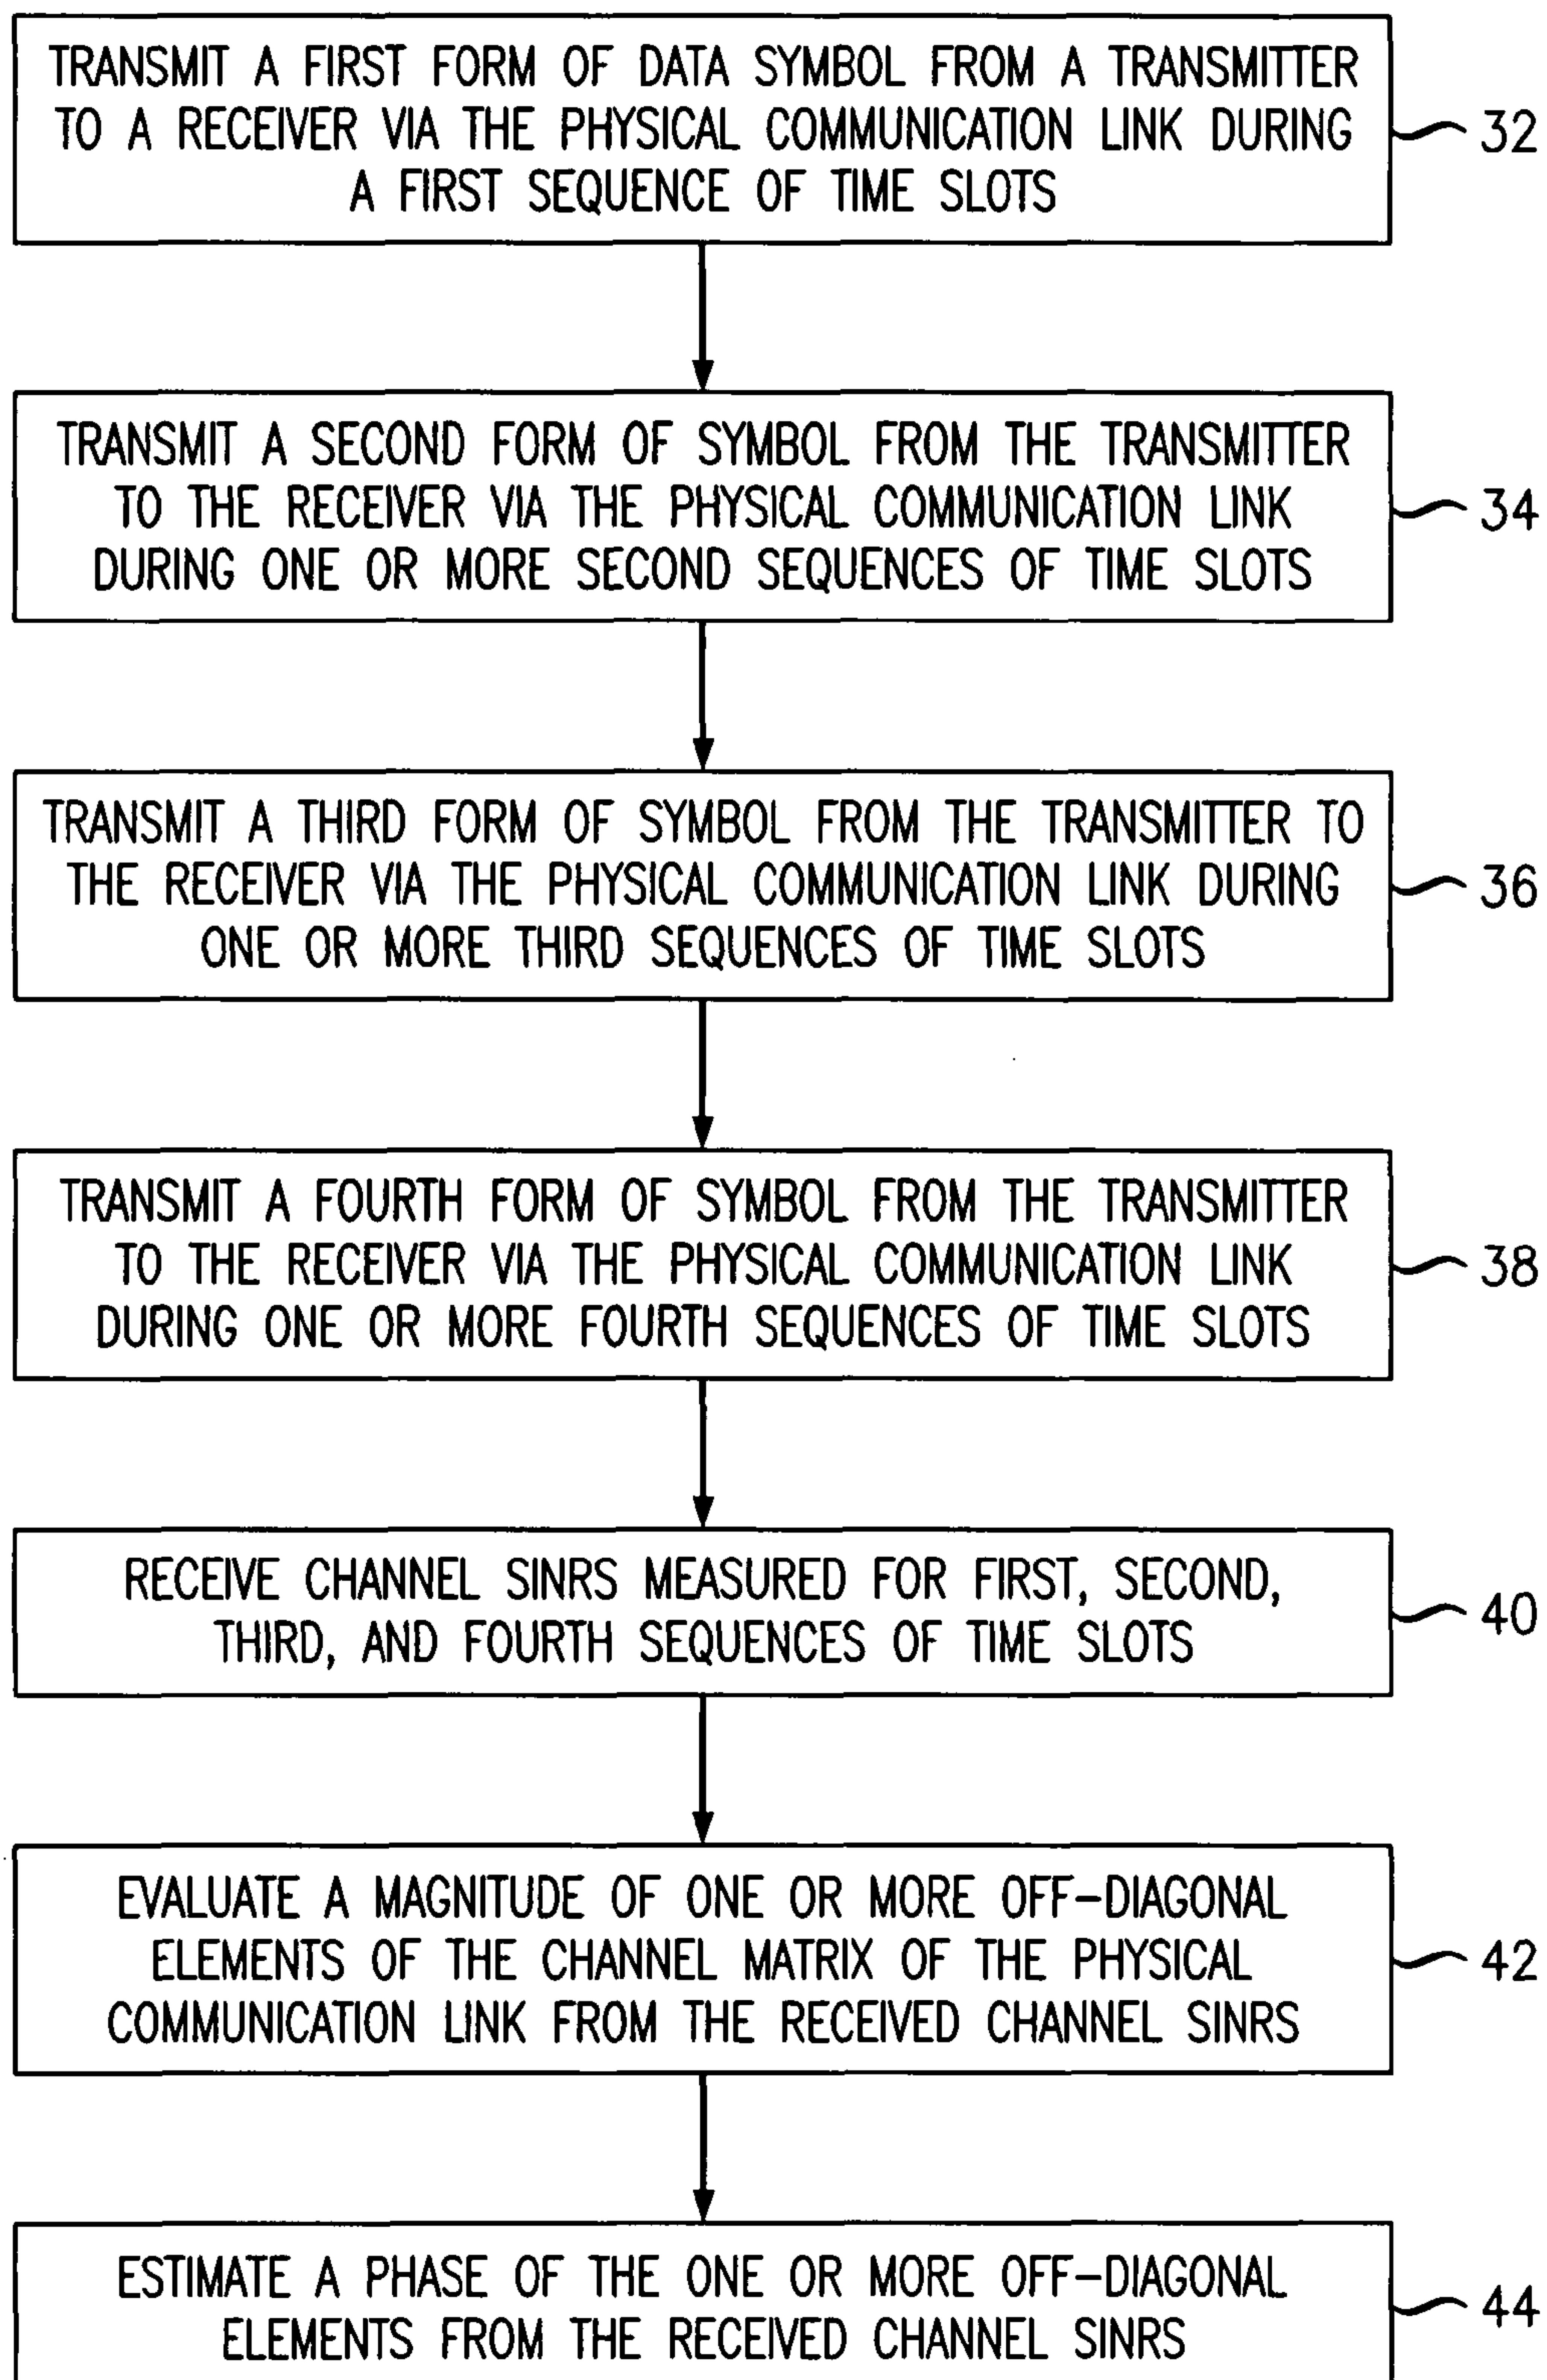 TRANSMIT A FIRST FORM OF DATA SYMBOL FROM A TRANSMITTER
TO A RECEIVER VIA THE PHYSICAL COMMUNICATION LINK DURING
A FIRST SEQUENCE OF TIME SLOTS
32
TRANSMIT A SECOND FORM OF SYMBOL FROM THE TRANSMITTER
TO THE RECEIVER VIA THE PHYSICAL COMMUNICATION LINK
DURING ONE OR MORE SECOND SEQUENCES OF TIME SLOTS
34
TRANSMIT A THIRD FORM OF SYMBOL FROM THE TRANSMITTER TO
THE RECEIVER VIA THE PHYSICAL COMMUNICATION LINK DURING
ONE OR MORE THIRD SEQUENCES OF TIME SLOTS
36
TRANSMIT A FOURTH FORM OF SYMBOL FROM THE TRANSMITTER
TO THE RECEIVER VIA THE PHYSICAL COMMUNICATION LINK
DURING ONE OR MORE FOURTH SEQUENCES OF TIME SLOTS
38
RECEIVE CHANNEL SINRS MEASURED FOR FIRST, SECOND,
THIRD, AND FOURTH SEQUENCES OF TIME SLOTS
40
EVALUATE A MAGNITUDE OF ONE OR MORE OFF-DIAGONAL
ELEMENTS OF THE CHANNEL MATRIX OF THE PHYSICAL
COMMUNICATION LINK FROM THE RECEIVED CHANNEL SINRS
42
ESTIMATE A PHASE OF THE ONE OR MORE OFF-DIAGONAL
ELEMENTS FROM THE RECEIVED CHANNEL SINRS
44